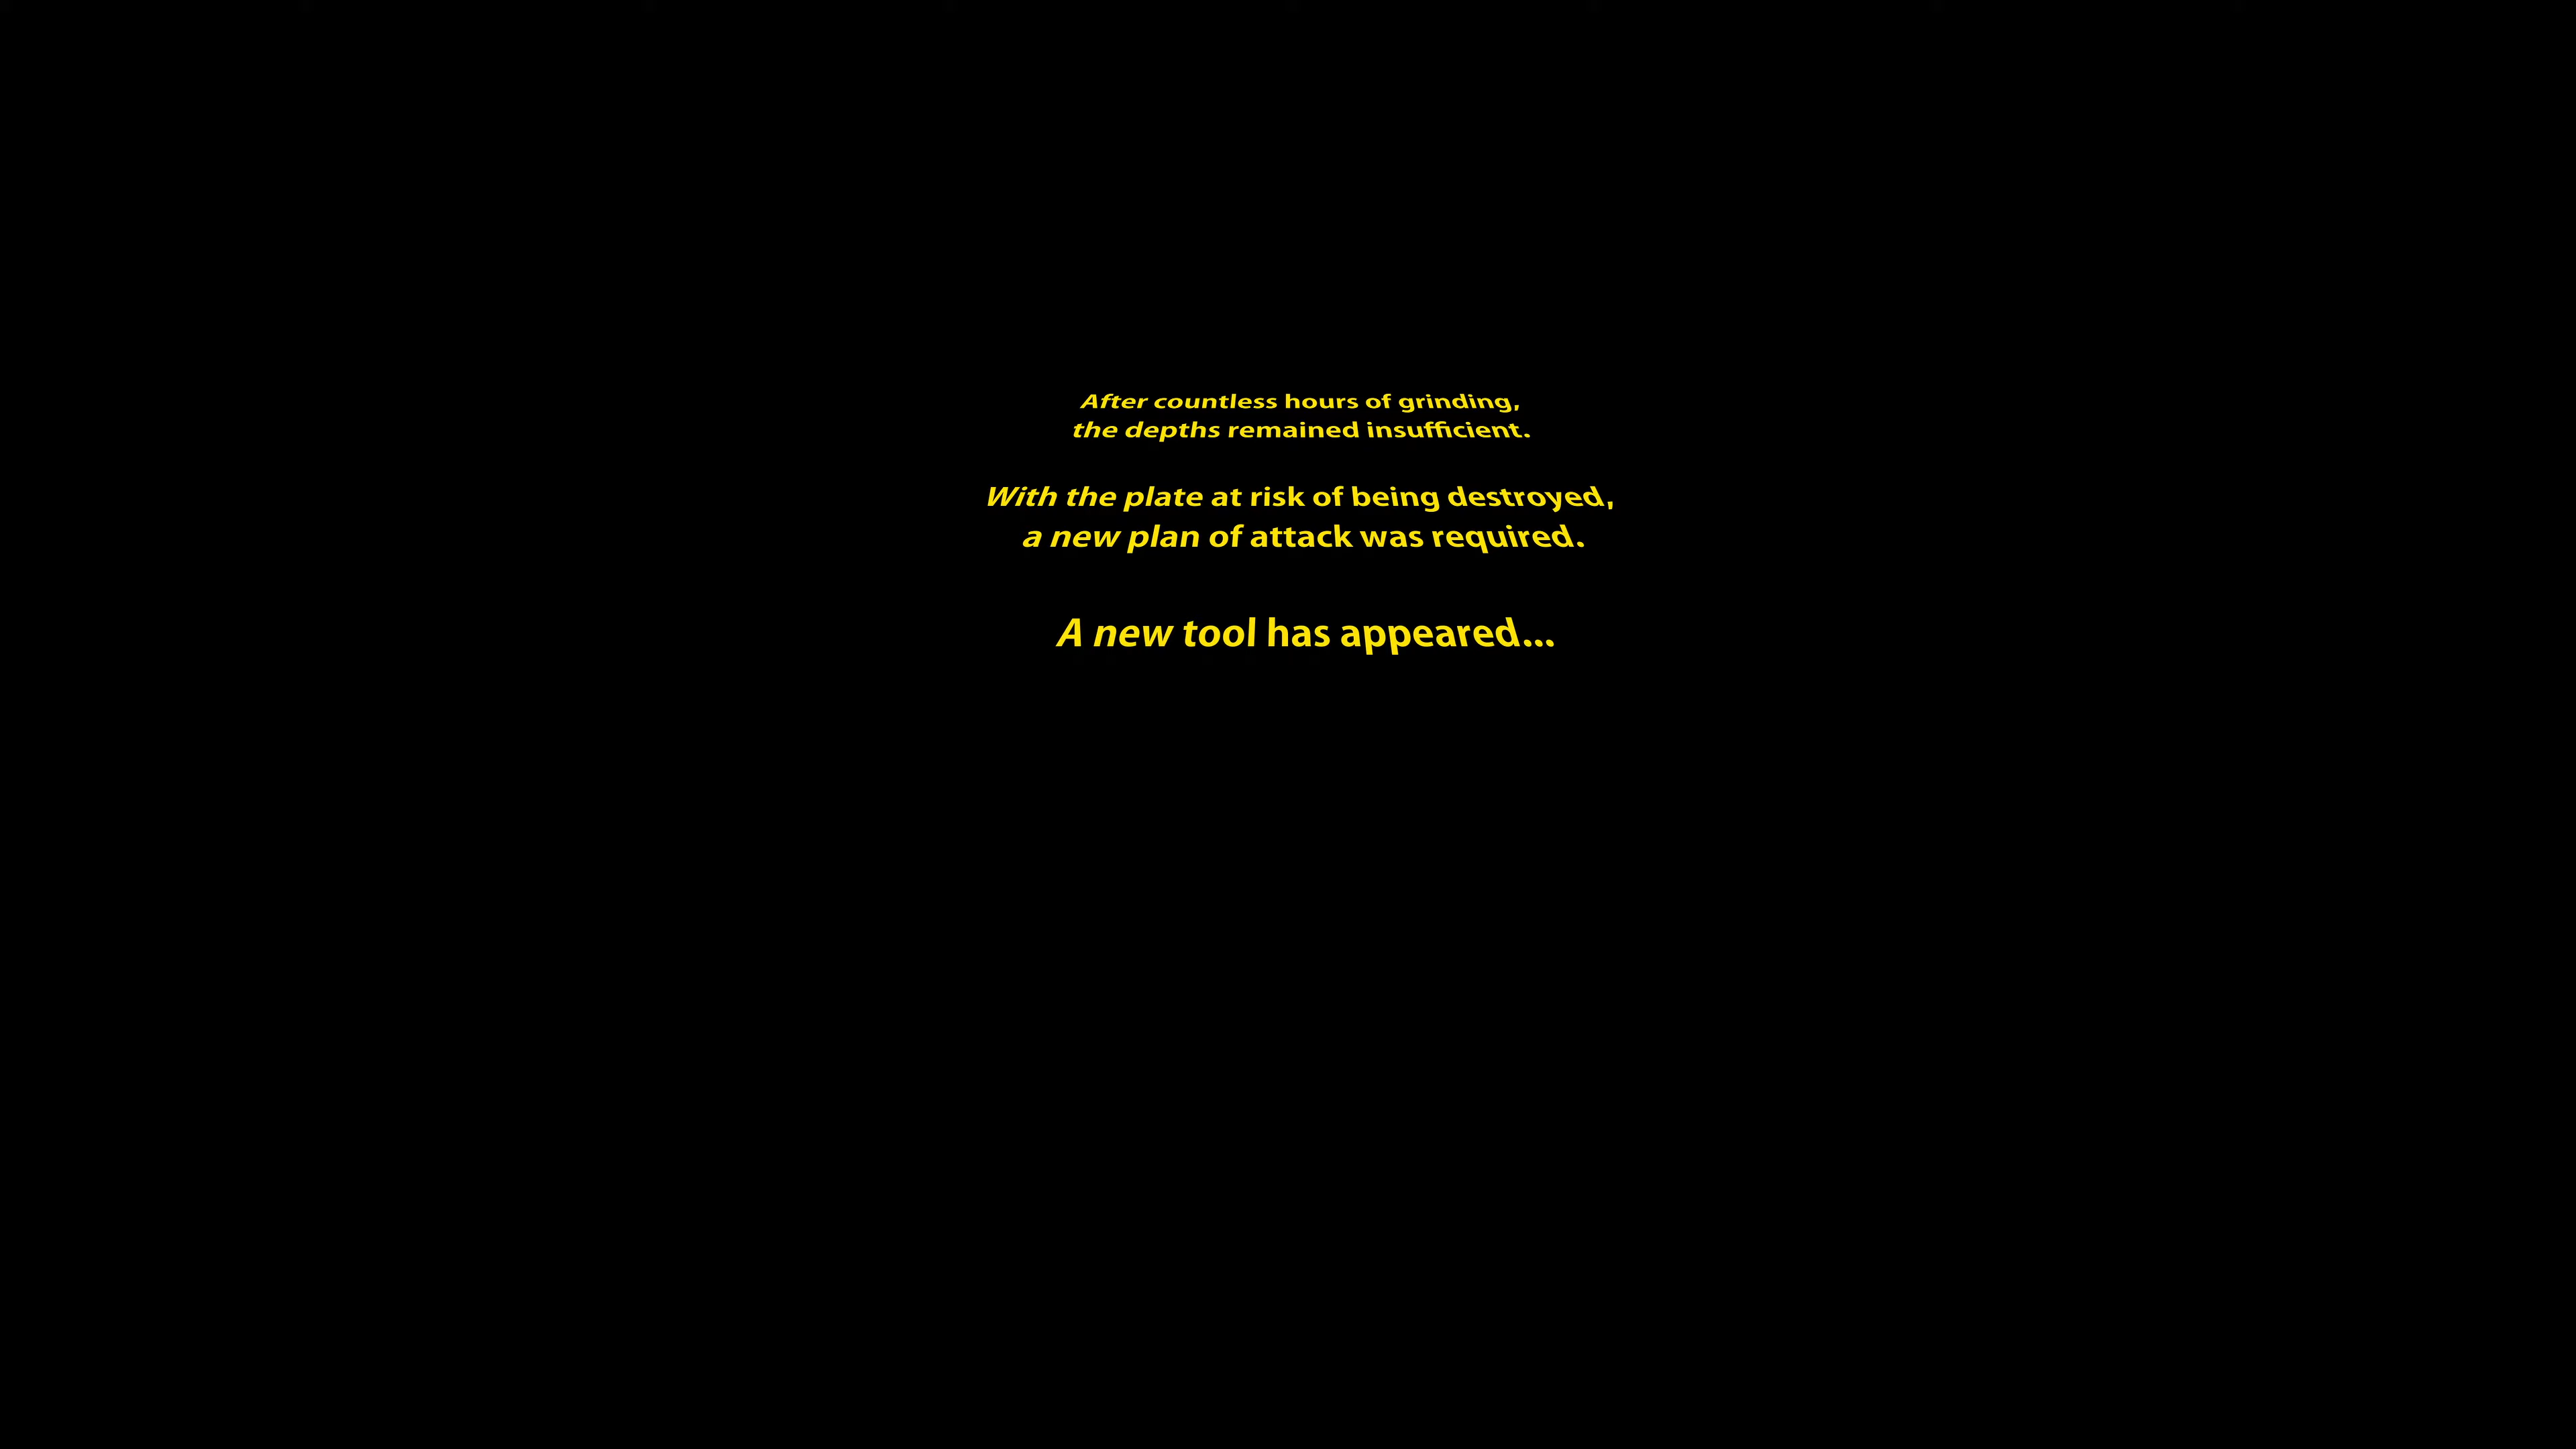 After countless hours of grinding,
the depths remained insufficient.
With the plate at risk of being destroyed,
a new plan of attack was required.
A new tool has appeared...